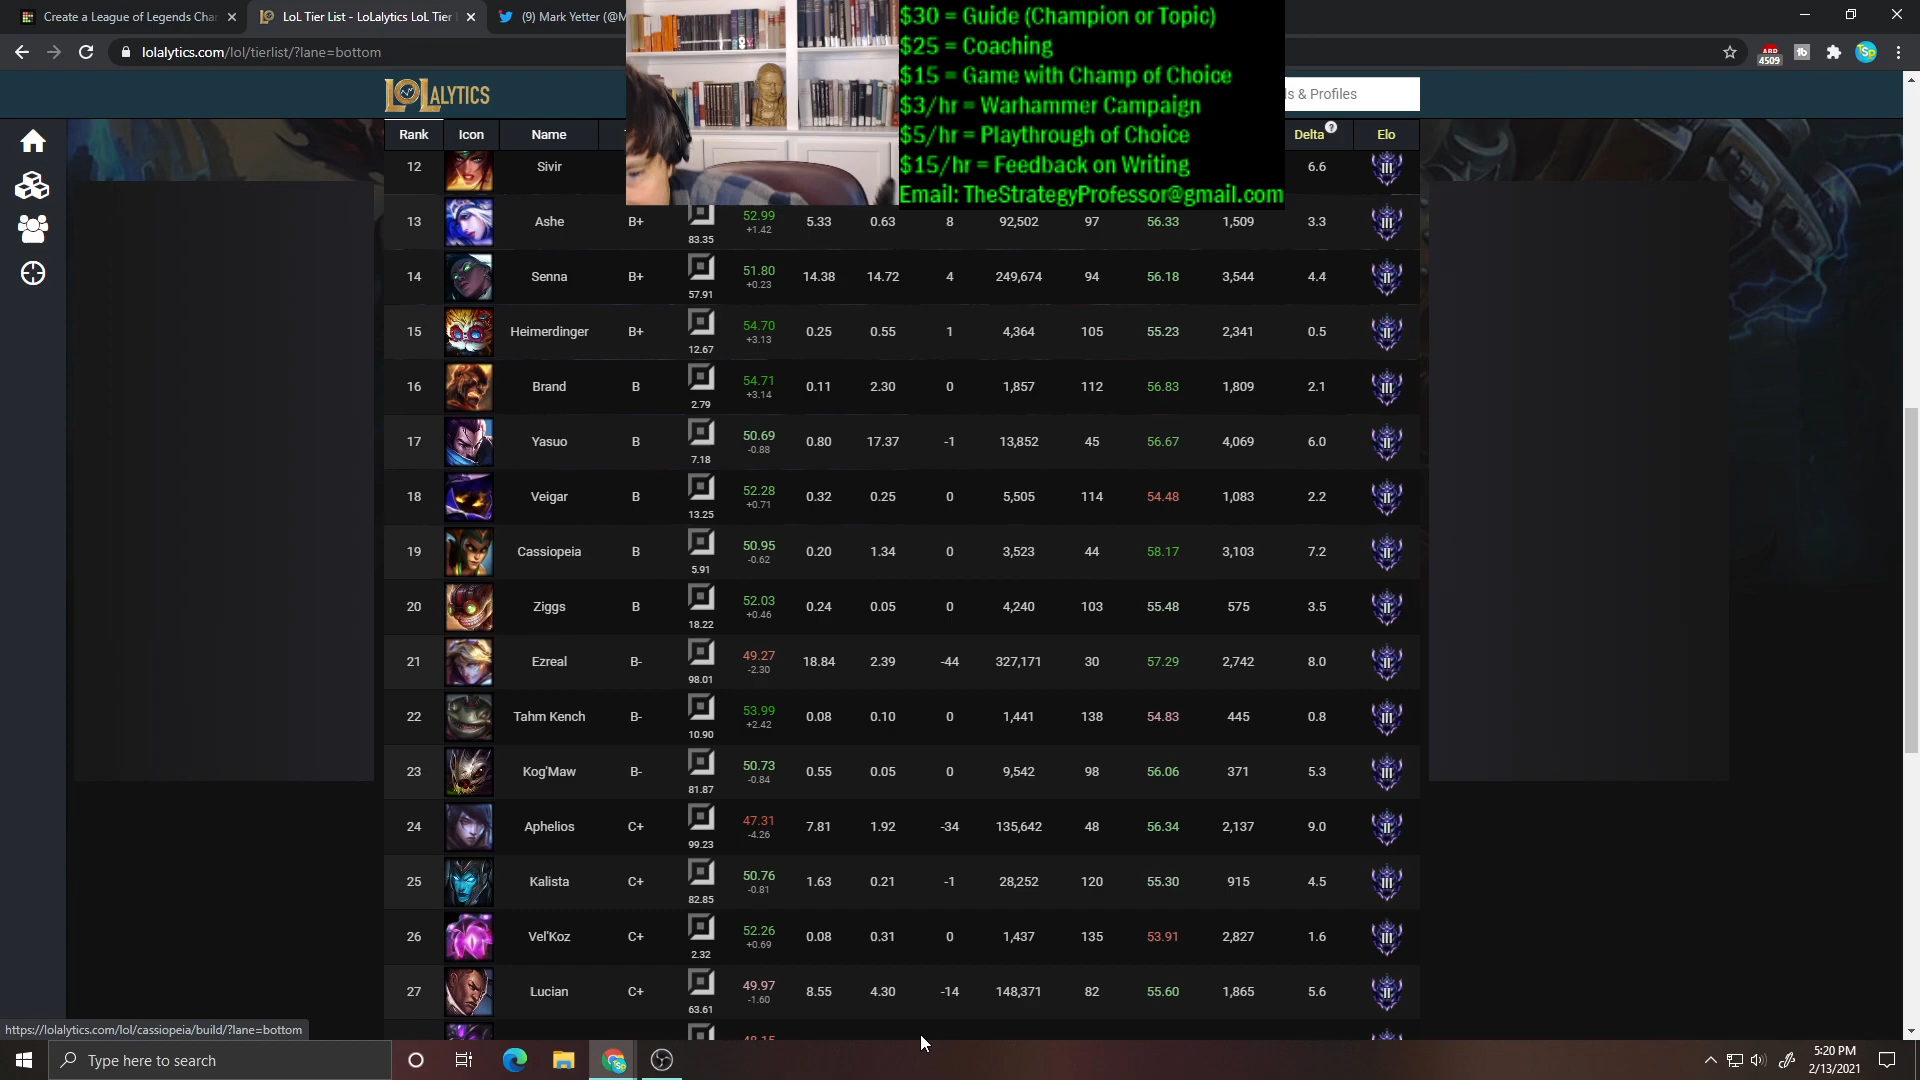 Create a League of Legends Cha
LoL Tier List - LoLalytics LoL Tier
(9) Mark Yetter (@M
lolalytics.com/lol/tierlist/?lane=bottom
4509
$30 = Guide (Champion or Topic)
$25 = Coaching
$15 = Game with Champ of Choice
$3/hr = Warhammer Campaign
$5/hr = Playthrough of Choice
$15/hr = Feedback on Writing
Email: TheStrategyProfessor@gmail.com
LOLALYTICS
s & Profiles
Rank Icon Name Delta ? Elo
12 Sivir 6.6 III
13 Ashe B+ 83.35 52.99 +1.42 5.33 0.63 8 92,502 97 56.33 1,509 3.3 III
14 Senna B+ 57.91 51.80 +0.23 14.38 14.72 4 249,674 94 56.18 3,544 4.4 III
15 Heimerdinger B+ 12.67 54.70 +3.13 0.25 0.55 1 4,364 105 55.23 2,341 0.5 II
16 Brand B 2.79 54.71 +3.14 0.11 2.30 0 1,857 112 56.83 1,809 2.1 III
17 Yasuo B 7.18 50.69 -0.88 0.80 17.37 -1 13,852 45 56.67 4,069 6.0 II
18 Veigar B 13.25 52.28 +0.71 0.32 0.25 0 5,505 114 54.48 1,083 2.2 II
19 Cassiopeia B 5.91 50.95 -0.62 0.20 1.34 0 3,523 44 58.17 3,103 7.2 II
20 Ziggs B 18.22 52.03 +0.46 0.24 0.05 0 4,240 103 55.48 575 3.5 II
21 Ezreal B- 98.01 49.27 -2.30 18.84 2.39 -44 327,171 30 57.29 2,742 8.0 II
22 Tahm Kench B- 10.90 53.99 +2.42 0.08 0.10 0 1,441 138 54.83 445 0.8 III
23 Kog'Maw B- 81.87 50.73 -0.84 0.55 0.05 0 9,542 98 56.06 371 5.3 III
24 Aphelios C+ 99.23 47.31 -4.26 7.81 1.92 -34 135,642 48 56.34 2,137 9.0 II
25 Kalista C+ 82.85 50.76 -0.81 1.63 0.21 -1 28,252 120 55.30 915 4.5 III
26 Vel'Koz C+ 2.32 52.26 +0.69 0.08 0.31 0 1,437 135 53.91 2,827 1.6 III
27 Lucian C+ 63.61 49.97 -1.60 8.55 4.30 -14 148,371 82 55.60 1,865 5.6 II
https://lolalytics.com/lol/cassiopeia/build/?lane=bottom
Type here to search
5:20 PM
2/13/2021